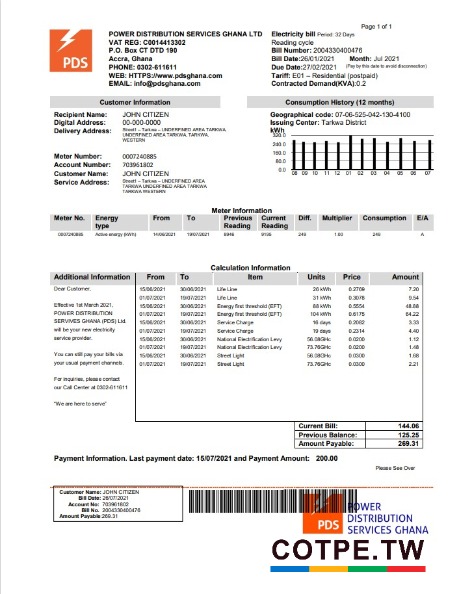 Page 1 of 1
PDS
POWER DISTRIBUTION SERVICES GHANA LTD
VAT REG: C0014413302
P.O. Box CT DTD 190
Accra, Ghana
PHONE: 0302-611611
WEB: HTTPS://www.pdsghana.com
EMAIL: Info@pdsghana.com
Electricity bill Period: 32 Days
Reading cycle
Bill Number: 2004330400476
Bill Date:26/01/2021 Month: Jul 2021
Due Date:27/02/2021 (Pay by this date to avoid disconnection)
Tariff: E01 – Residential (postpaid)
Contracted Demand(KVA):0.2
Customer Information
Recipient Name: JOHN CITIZEN
Digital Address: 00-000-0000
Delivery Address: Street1 – Tarkwa – UNDEFINED AREA TARKWA,
UNDEFINED AREA TARKWA, TARKWA,
WESTERN
Meter Number: 0007240885
Account Number: 703961802
Customer Name: JOHN CITIZEN
Service Address: Street1 – Tarkwa – UNDEFINED AREA
TARKWA UNDEFINED AREA TARKWA
TARKWA WESTERN
Consumption History (12 months)
Geographical code: 07-06-525-042-130-4100
Issuing Center: Tarkwa District
kWh
320.0
240.0
160.0
80.0
0.0
08 09 10 11 12 01 02 03 04 05 06 07
Meter Information
Meter No. Energy type From To Previous Reading Current Reading Diff. Multiplier Consumption E/A
0007240885 Active energy (kWh) 14/06/2021 19/07/2021 8946 9195 249 1.00 249 A
Calculation Information
Additional Information From To Item Units Price Amount
Dear Customer,
Effective 1st March 2021,
POWER DISTRIBUTION
SERVIVES GHANA (PDS) Ltd.
will be your new electricity
service provider.
You can still pay your bills via
your usual payment channels.
For inquiries, please contact
our Call Center at 0302-611611
"We are here to serve"
15/06/2021 30/06/2021 Life Line 26 kWh 0.2769 7.20
01/07/2021 19/07/2021 Life Line 31 kWh 0.3078 9.54
15/06/2021 30/06/2021 Energy first threshold (EFT) 88 kWh 0.5554 48.88
01/07/2021 19/07/2021 Energy first threshold (EFT) 104 kWh 0.6175 64.22
15/06/2021 30/06/2021 Service Charge 16 days 0.2082 3.33
01/07/2021 19/07/2021 Service Charge 19 days 0.2314 4.40
15/06/2021 30/06/2021 National Electrification Levy 56.08GHc 0.0200 1.12
01/07/2021 19/07/2021 National Electrification Levy 73.76GHc 0.0200 1.48
15/06/2021 30/06/2021 Street Light 56.08GHc 0.0300 1.68
01/07/2021 19/07/2021 Street Light 73.76GHc 0.0300 2.21
Current Bill: 144.06
Previous Balance: 125.25
Amount Payable: 269.31
Payment Information. Last payment date: 15/07/2021 and Payment Amount: 200.00
Please See Over
Customer Name: JOHN CITIZEN
Bill Date: 26/07/2021
Account No: 703961802
Bill No. 2004330400476
Amount Payable:269.31
PDS
POWER
DISTRIBUTION
SERVICES GHANA
COTPE.TW